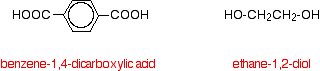 HOOC COOH HO-CH2CH2-OH
benzene-1,4-dicarboxylic acid ethane-1,2-diol